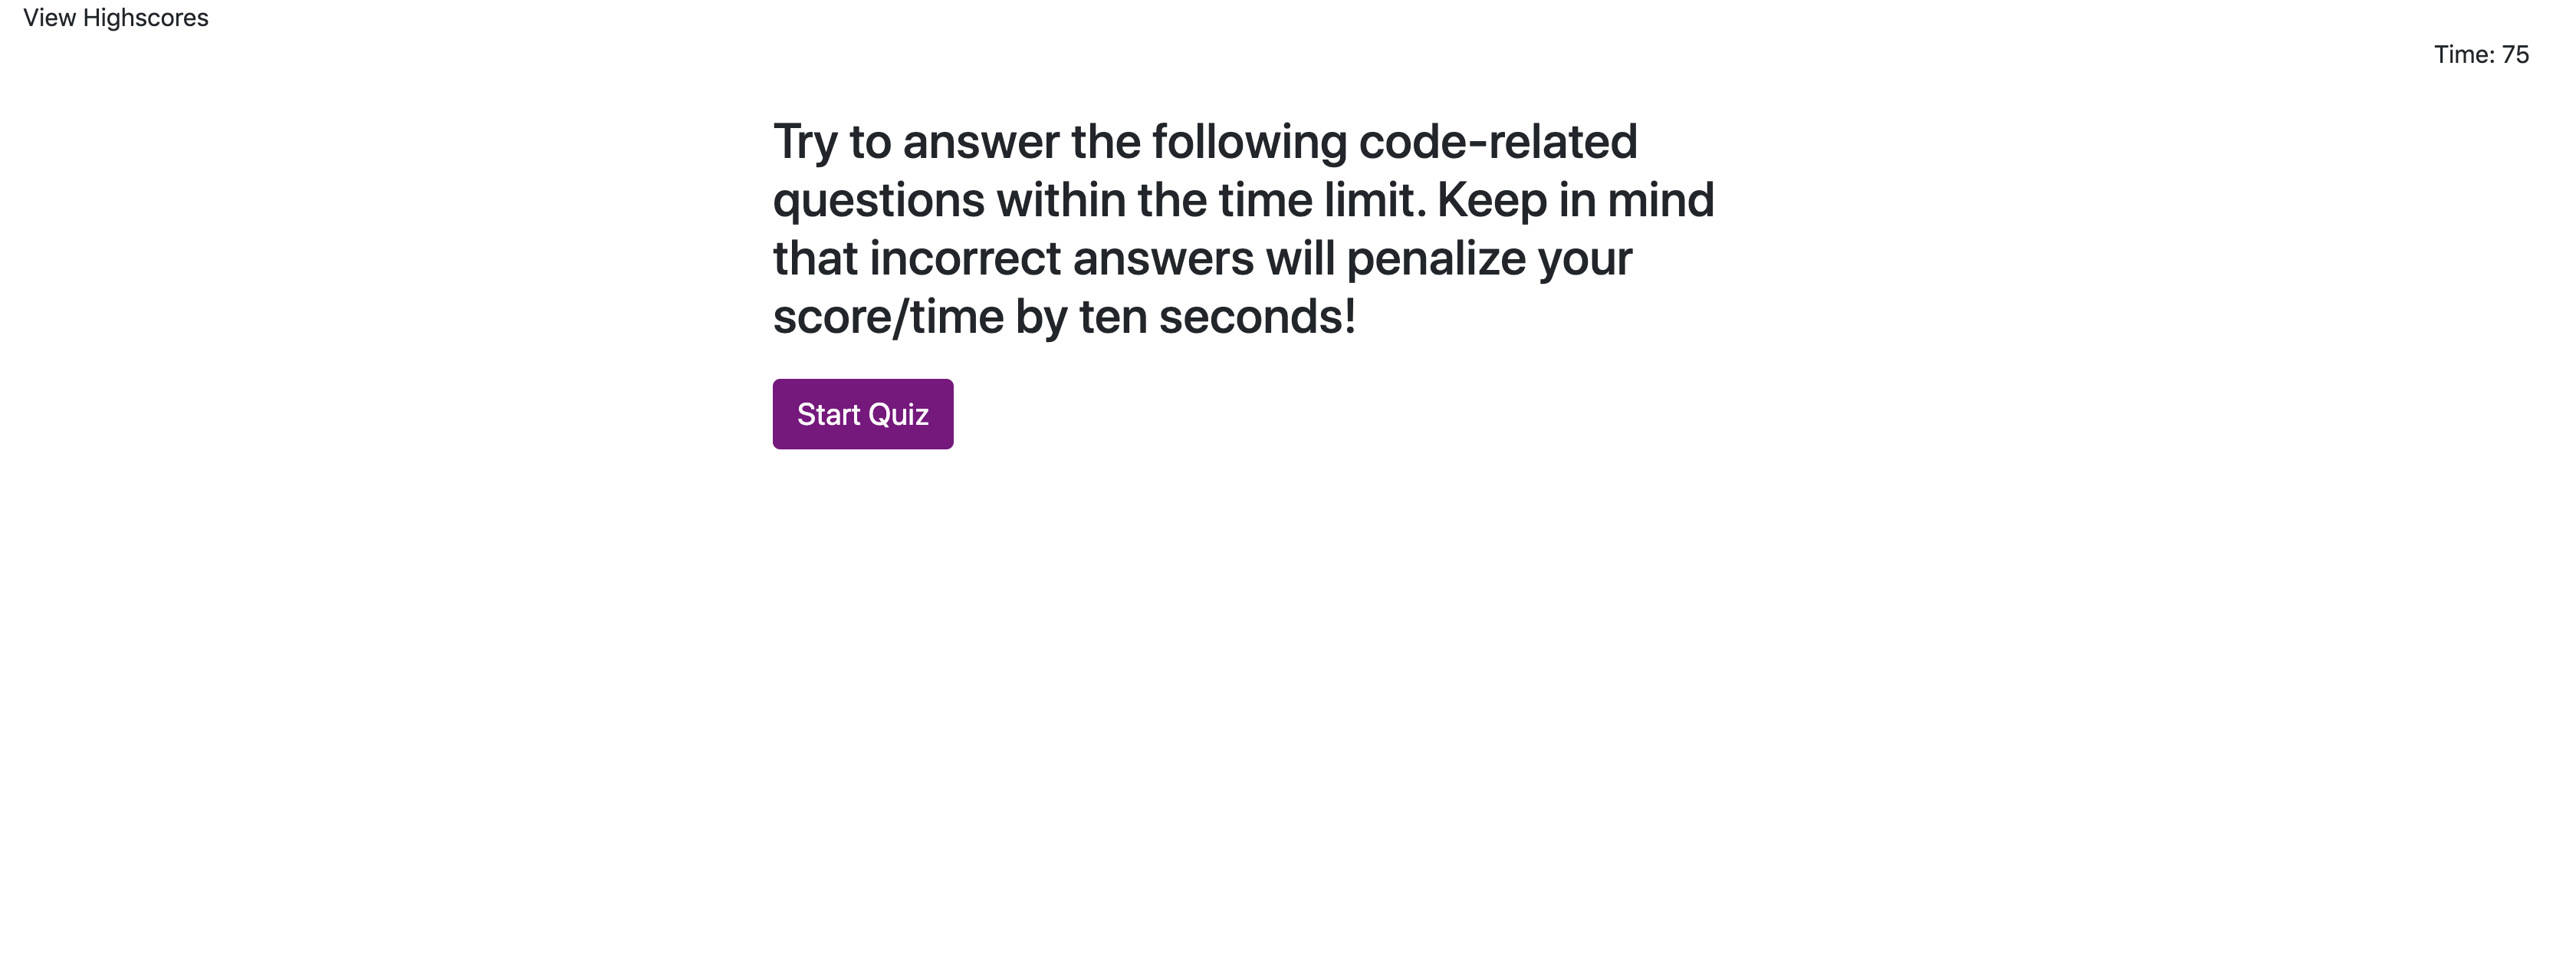 View Highscores
Time: 75
Try to answer the following code-related
questions within the time limit. Keep in mind
that incorrect answers will penalize your
score/time by ten seconds!
Start Quiz